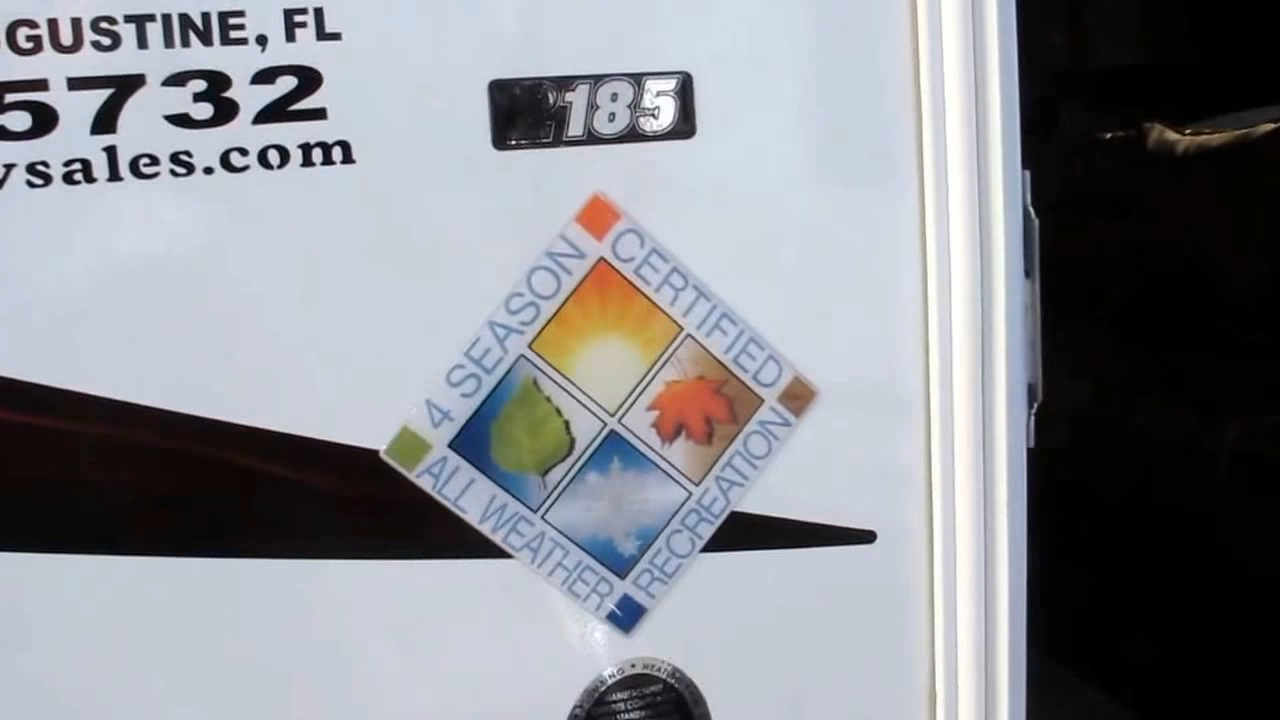 GUSTINE, FL
5732
sales.com
185
4 SEASON
CERTIFIED
ALL WEATHER
RECREATION